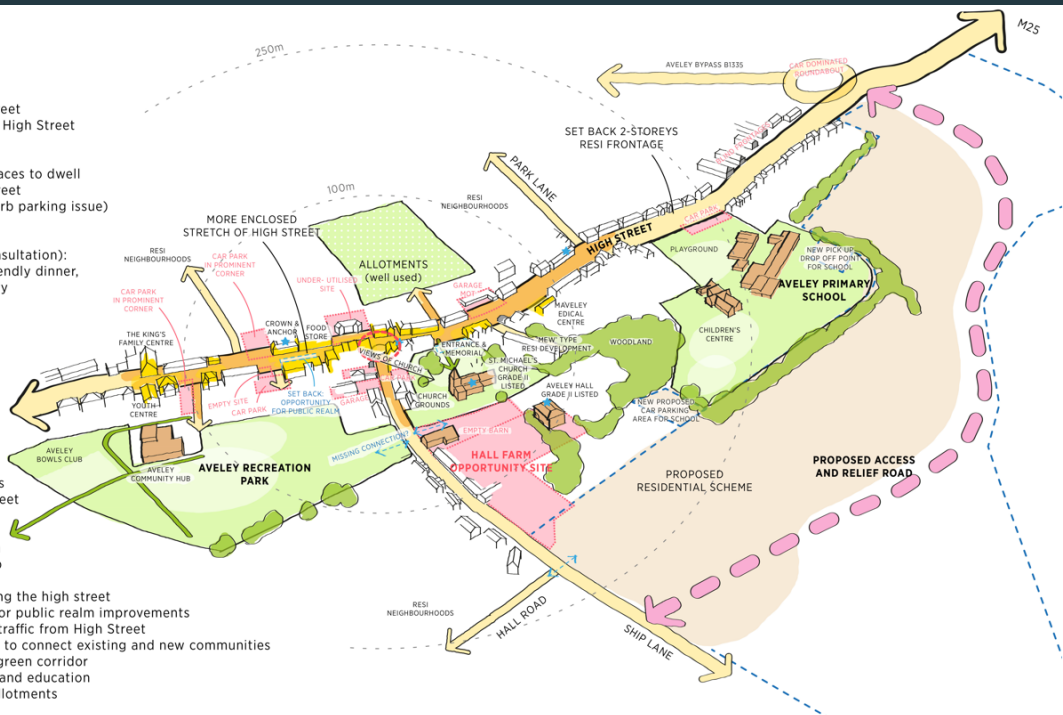 eet
High Street
aces to dwell
reet
rb parking issue)
nsultation):
endly dinner,
y
s
treet
ng the high street
or public realm improvements
traffic from High Street
to connect existing and new communities
green corridor
and education
llotments
250m
100m
M25
AVELEY BYPASS B1335
CAR DOMINATED
ROUNDABOUT
BLIND FRONTAGES
SET BACK 2-STOREYS
RESI FRONTAGE
PARK LANE
RESI
NEIGHBOURHOODS
HIGH STREET
CAR PARK
MORE ENCLOSED
STRETCH OF HIGH STREET
RESI
NEIGHBOURHOODS
CAR PARK
IN PROMINENT
CORNER
CAR PARK
IN PROMINENT
CORNER
UNDER- UTILISED
SITE
ALLOTMENTS
(well used)
GARAGE
MOT
PLAYGROUND
NEW PICK UP
DROP OFF POINT
FOR SCHOOL
AVELEY PRIMARY
SCHOOL
CHILDREN'S
CENTRE
THE KING'S
FAMILY CENTRE
CROWN &
ANCHOR
FOOD
STORE
MAVELEY
EDICAL
CENTRE
'NEW' TYPE
RESI DEVELOPMENT
WOODLAND
ENTRANCE &
MEMORIAL
VIEWS OF CHURCH
ST. MICHAEL'S
CHURCH
GRADE II
LISTED
CHURCH
GROUNDS
AVELEY HALL
GRADE II LISTED
NEW PROPOSED
CAR PARKING
AREA FOR SCHOOL
YOUTH
CENTRE
EMPTY SITE
CAR PARK
SET BACK:
OPPORTUNITY
FOR PUBLIC REALM
GARAGE
CAR PARK
MISSING CONNECTION?
EMPTY BARN
HALL FARM
OPPORTUNITY SITE
AVELEY
BOWLS CLUB
AVELEY
COMMUNITY HUB
AVELEY RECREATION
PARK
PROPOSED
RESIDENTIAL SCHEME
PROPOSED ACCESS
AND RELIEF ROAD
RESI
NEIGHBOURHOODS
HALL ROAD
SHIP LANE